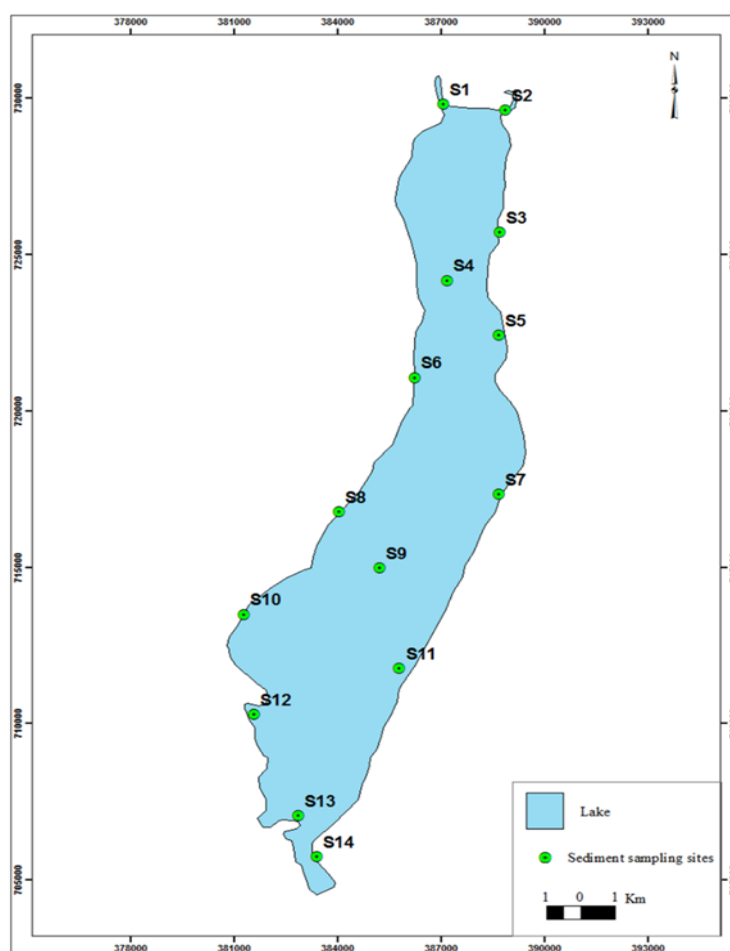 378000 381000 384000 387000 390000 393000
N
730000
S1
S2
S3
725000
S4
S5
S6
720000
S7
S8
S9
715000
S10
S11
S12
710000
S13
S14
705000
Lake
Sediment sampling sites
1 0 1 Km
378000 381000 384000 387000 390000 393000